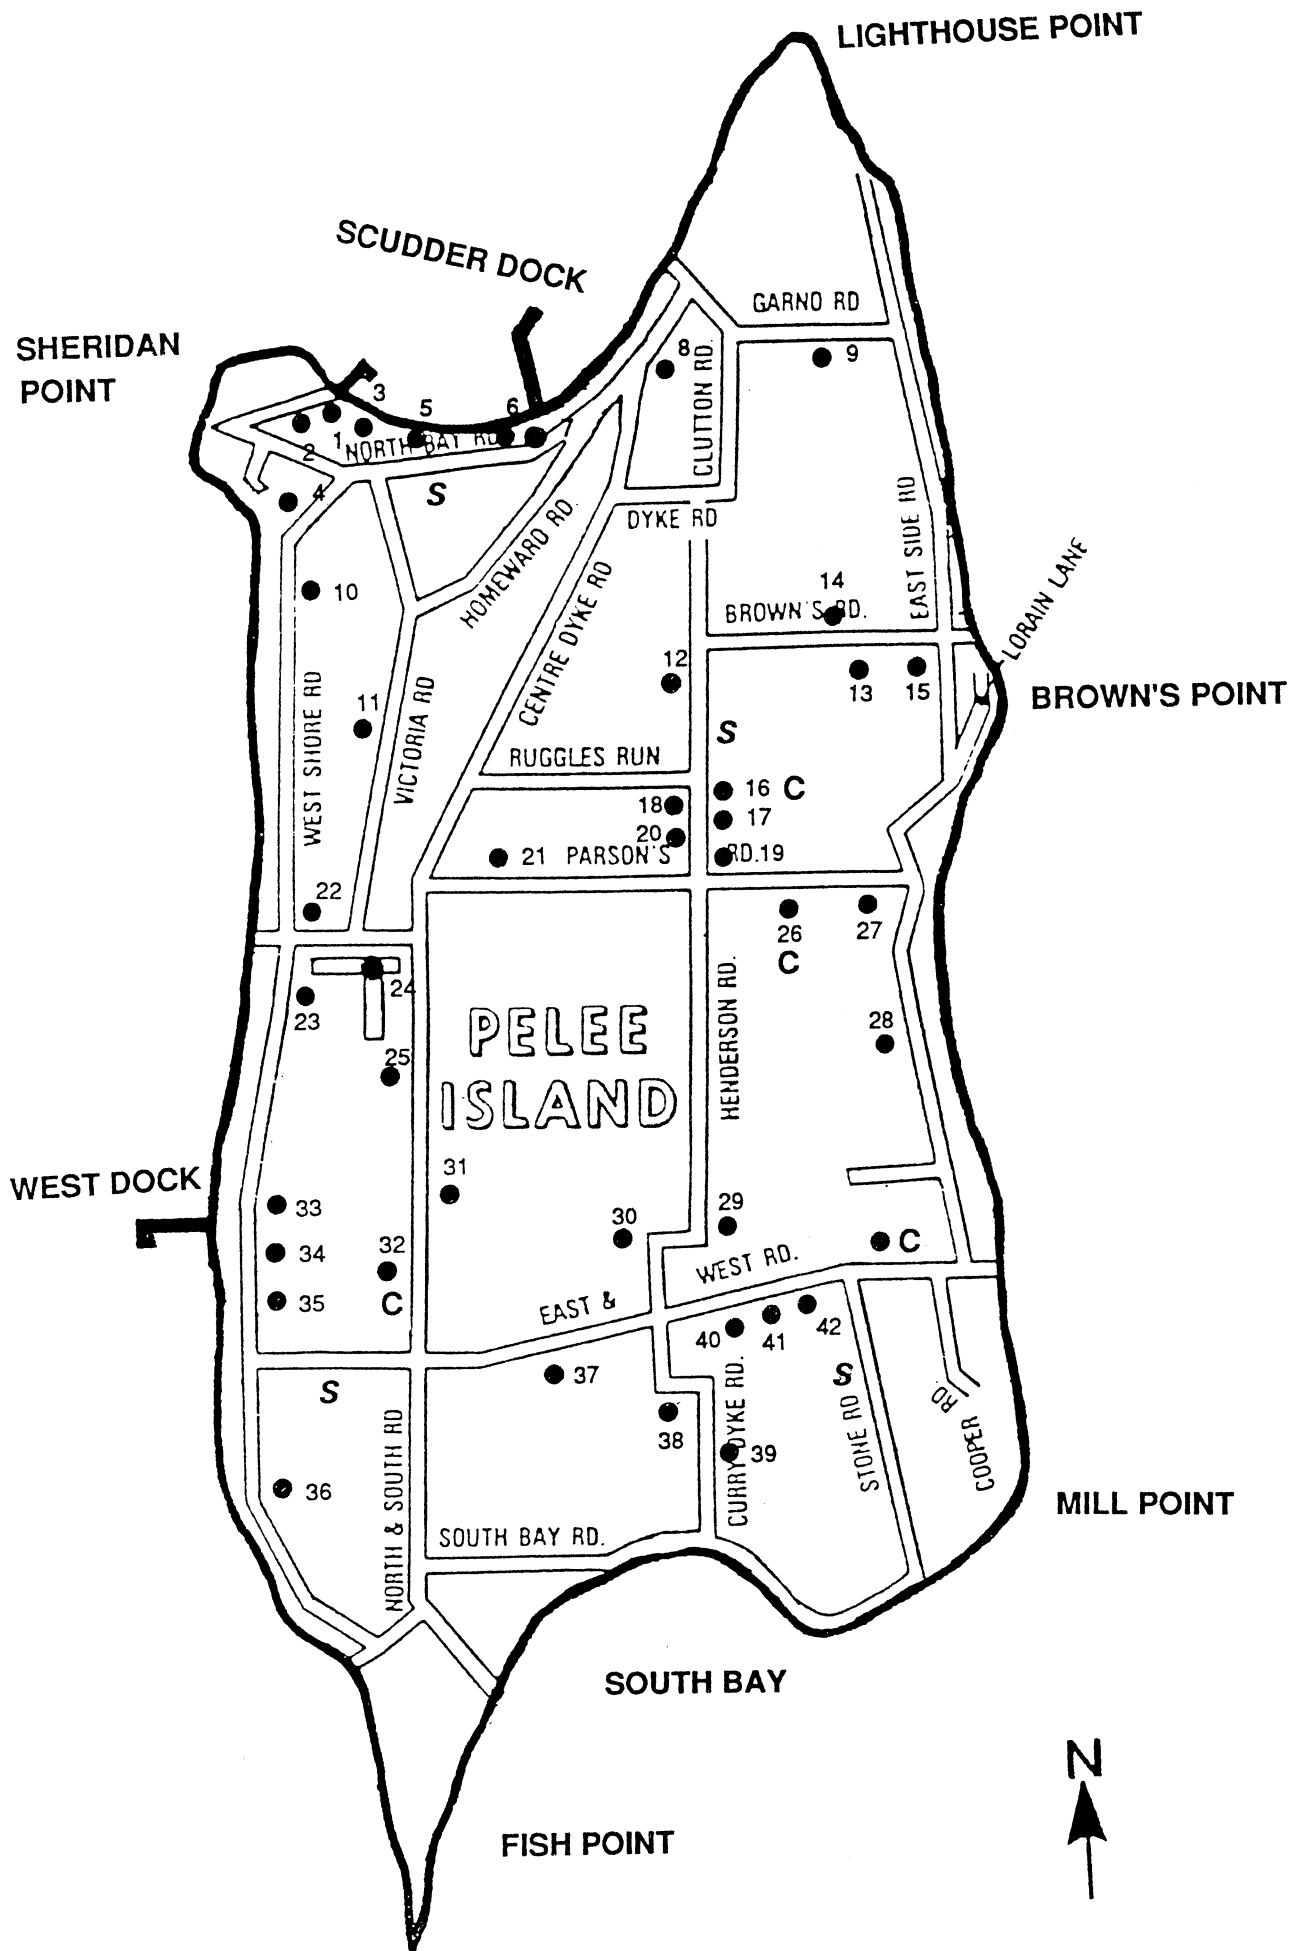 LIGHTHOUSE POINT
SCUDDER DOCK
GARNO RD
SHERIDAN
POINT
8
9
CLUTTON RD.
3
5
6
1
2
NORTH BAY RD
4
S
DYKE RD
HOMEWARD RD
EAST SIDE RD
LORAIN LANE
CENTRE DYKE RD
10
14
BROWN'S RD.
12
13
15
BROWN'S POINT
WEST SHORE RD
11
VICTORIA RD
S
RUGGLES RUN
16 C
18
17
20
21 PARSON'S RD. 19
22
26
27
C
24
23
HENDERSON RD.
PELEE
ISLAND
28
25
WEST DOCK
31
33
29
30
34
32
C
WEST RD.
35
C
EAST &
40
41
42
37
S
S
CURRY DYKE RD.
STONE RD
COOPER RD
38
39
NORTH & SOUTH RD
36
MILL POINT
SOUTH BAY RD.
SOUTH BAY
N
FISH POINT